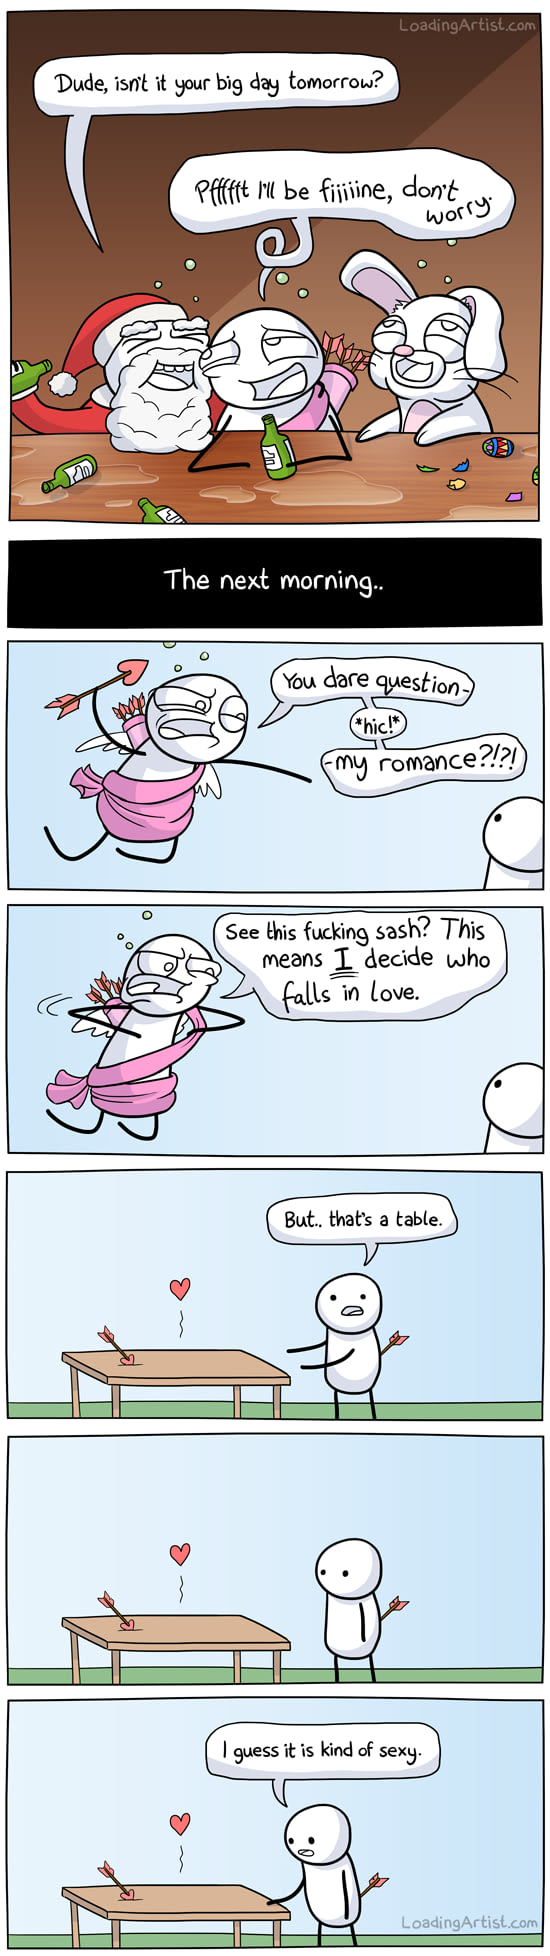 LoadingArtist.com
Dude, isn't it your big day tomorrow?
Pffffft I'll be fiiiiine, don't
worry.
The next morning..
You dare question-
*hic!*
-my romance?!?!
See this fucking sash? This
means I decide who
falls in love.
But.. that's a table.
I guess it is kind of sexy.
LoadingArtist.com